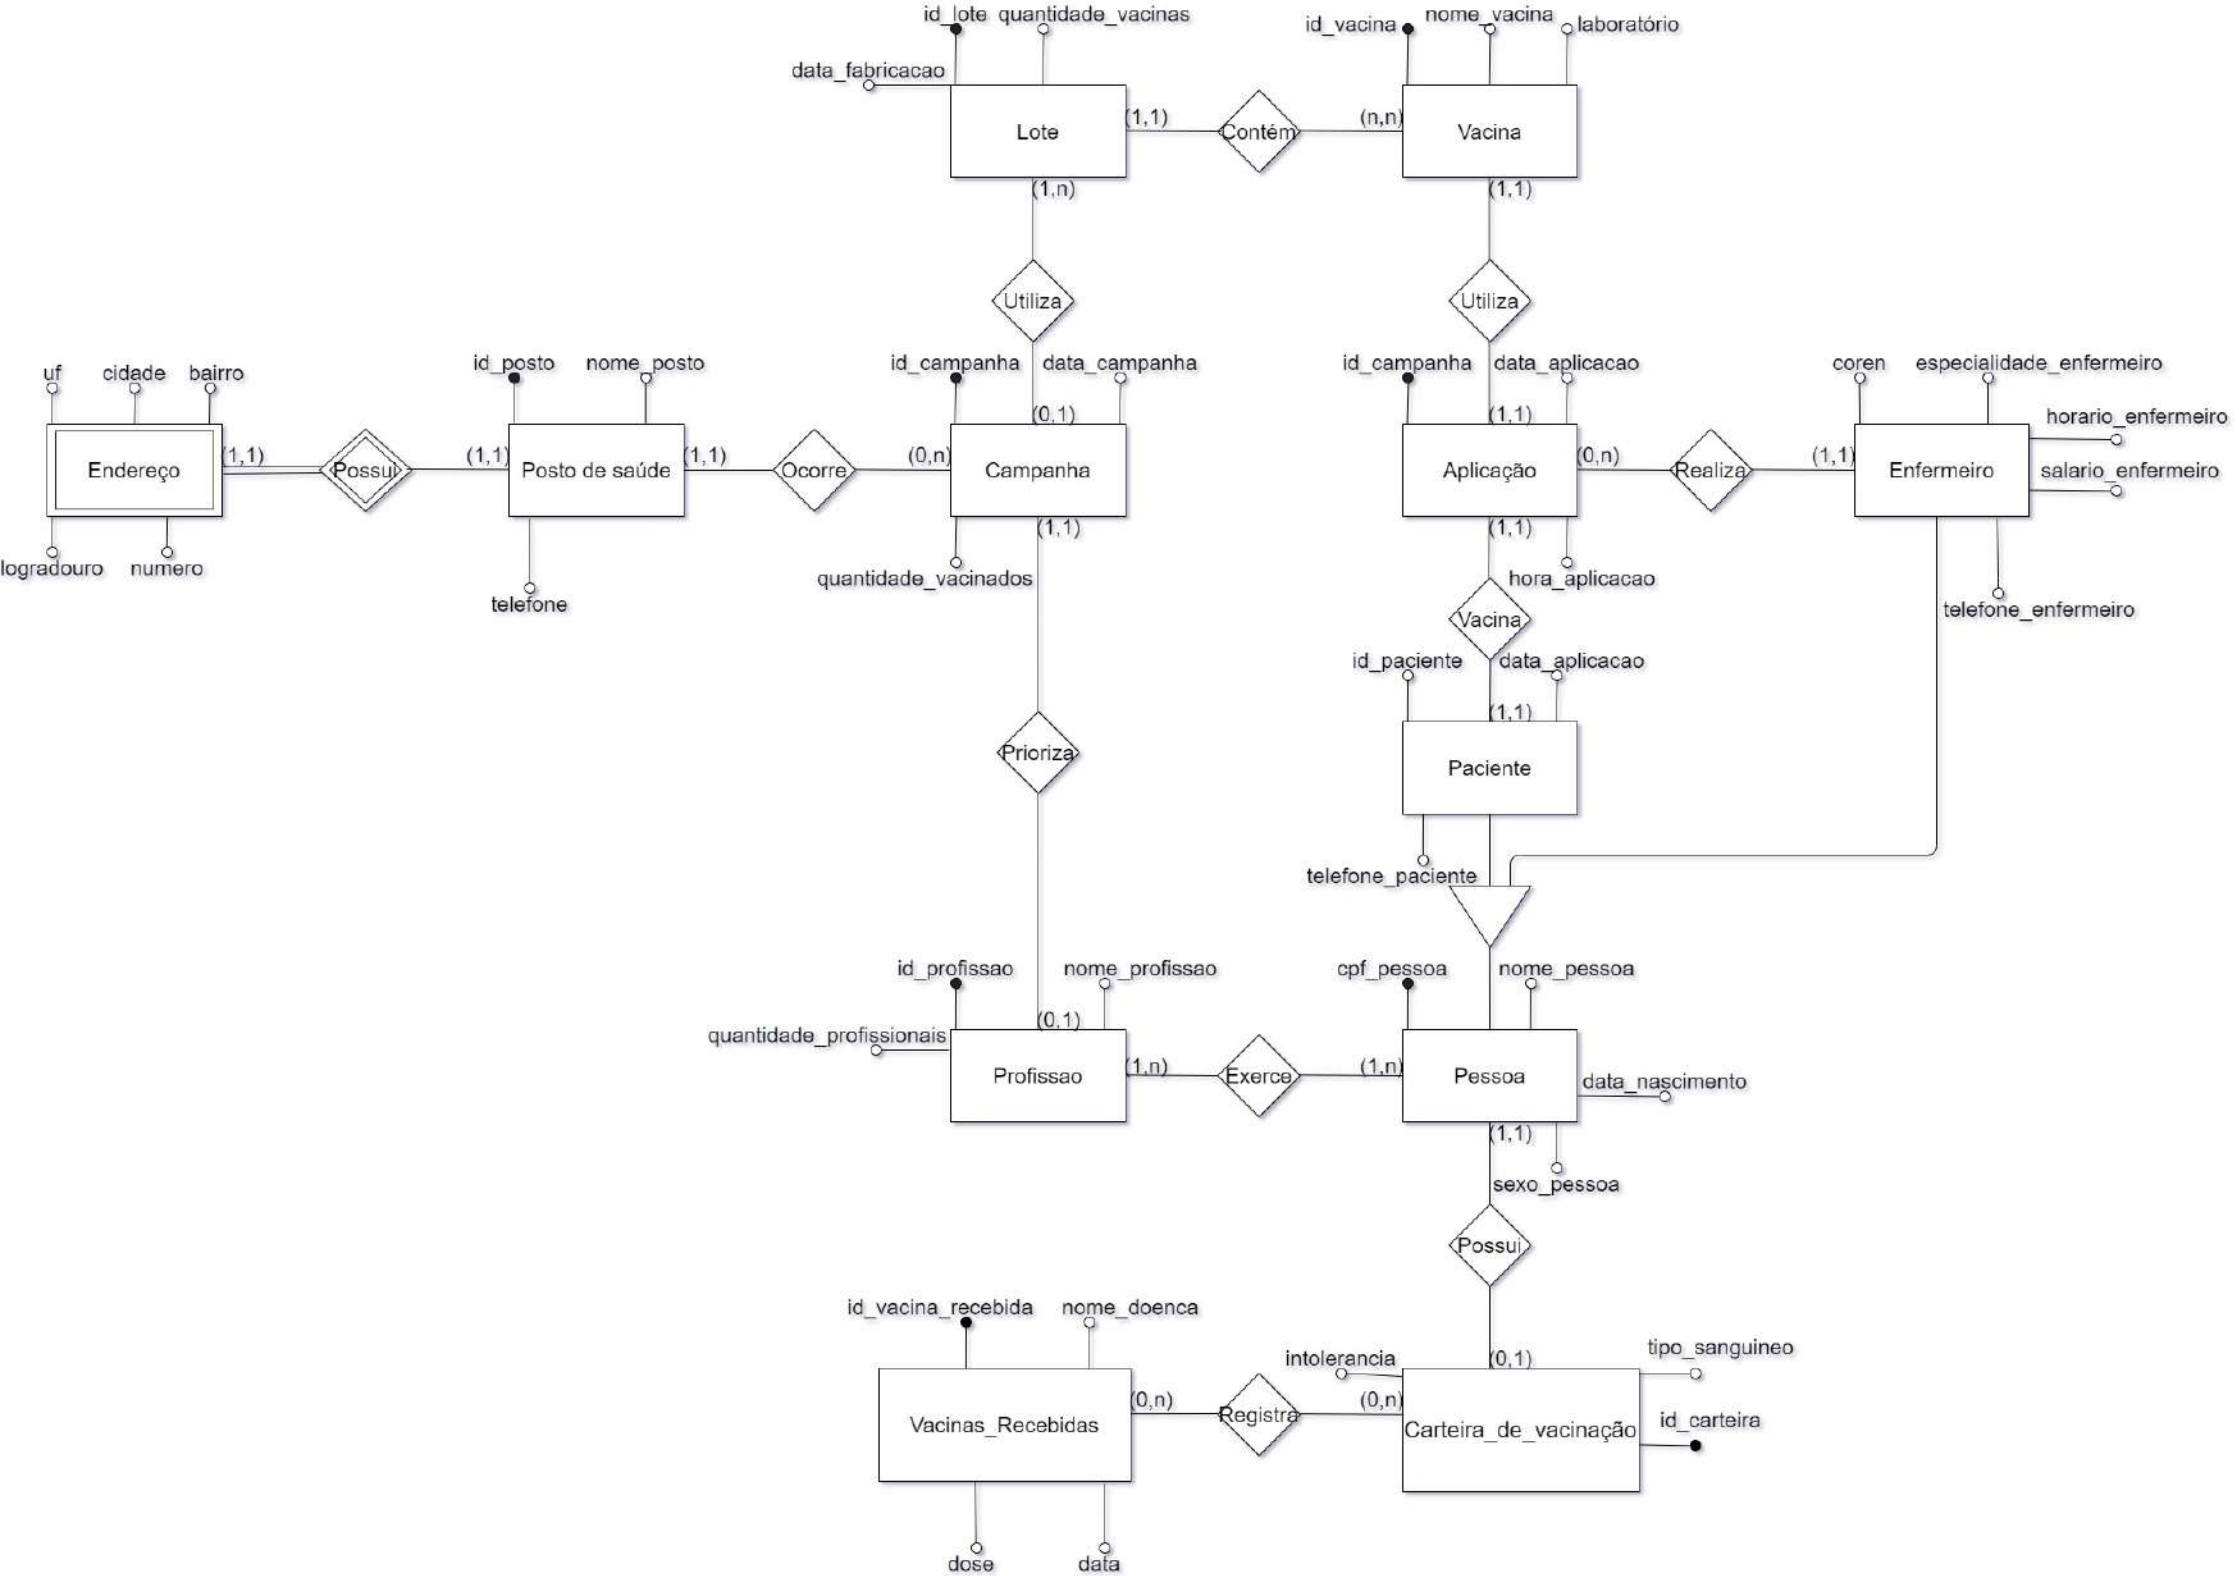 id_lote quantidade_vacinas
id_vacina nome_vacina laboratório
data_fabricacao
Lote (1,1) Contém (n,n) Vacina
(1,n) (1,1)
Utiliza Utiliza
uf cidade bairro id_posto nome_posto id_campanha data_campanha id_campanha data_aplicacao coren especialidade_enfermeiro
(0,1) (1,1) horario_enfermeiro
Endereço (1,1) Possui (1,1) Posto de saúde (1,1) Ocorre (0,n) Campanha Aplicação (0,n) Realiza (1,1) Enfermeiro salario_enfermeiro
(1,1) (1,1)
logradouro numero quantidade_vacinados hora_aplicacao
telefone telefone_enfermeiro
Vacina
id_paciente data_aplicacao
(1,1)
Prioriza Paciente
telefone_paciente
id_profissao nome_profissao cpf_pessoa nome_pessoa
(0,1)
quantidade_profissionais
Profissao (1,n) Exerce (1,n) Pessoa data_nascimento
(1,1)
sexo_pessoa
Possui
id_vacina_recebida nome_doenca
intolerancia (0,1) tipo_sanguineo
Vacinas_Recebidas (0,n) Registra (0,n) Carteira_de_vacinação id_carteira
dose data